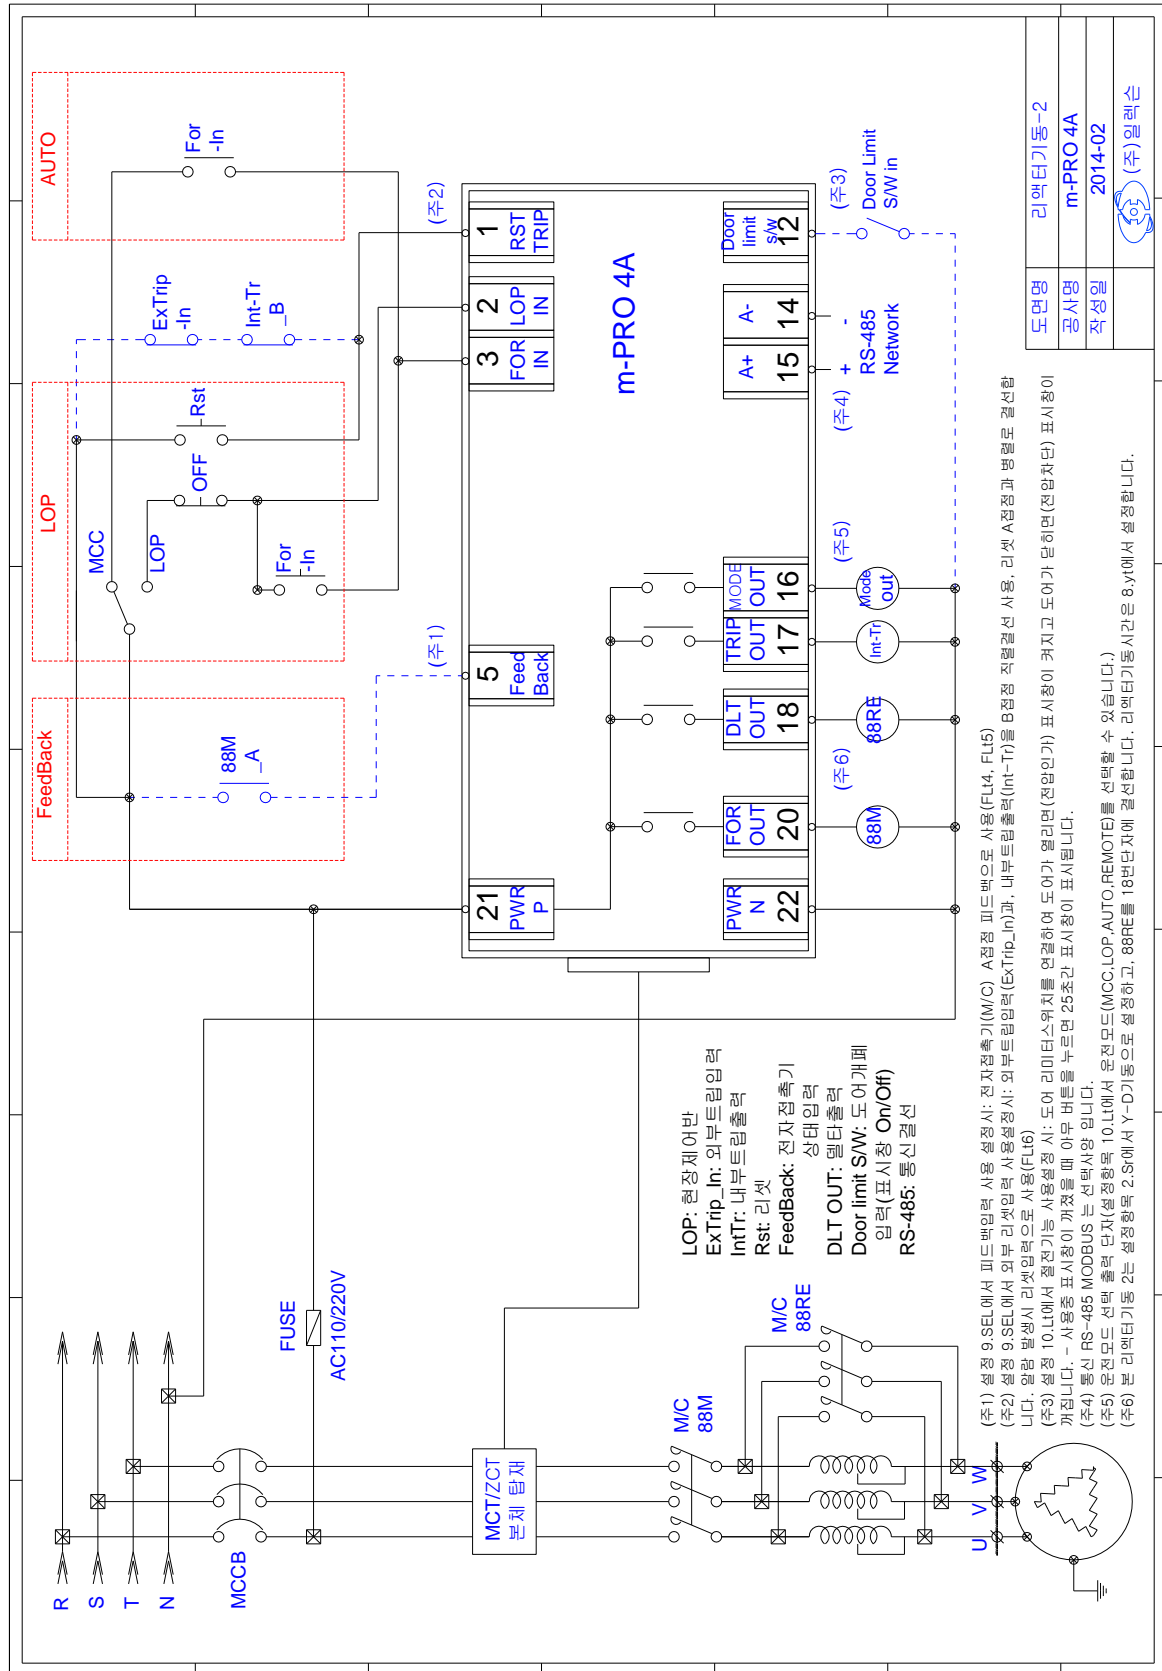 FeedBack
LOP
AUTO
88M
_A
MCC
LOP
OFF
Rst
For
-In
ExTrip
-In
Int-Tr
_B
For
-In
(주1)
(주2)
21
PWR
P
5
Feed
Back
3
FOR
IN
2
LOP
IN
1
RST
TRIP
m-PRO 4A
PWR
N
22
FOR
OUT
20
DLT
OUT
18
TRIP
OUT
17
MODE
OUT
16
A+
15
A-
14
Door
limit
s/w
12
(주6)
(주5)
(주4)
(주3)
88M
88RE
Int-Tr
Mode
out
+
-
RS-485
Network
Door Limit
S/W in
R
S
T
N
MCCB
FUSE
AC110/220V
MCT/ZCT
본체 탑재
M/C
88M
M/C
88RE
U
V
W
LOP: 현장제어반
ExTrip_In: 외부트립입력
IntTr: 내부트립출력
Rst: 리셋
FeedBack: 전자접촉기
상태입력
DLT OUT: 델타출력
Door limit S/W: 도어개폐
입력(표시창 On/Off)
RS-485: 통신결선
(주1) 설정 9.SEL에서 피드백입력 사용 설정시: 전자접촉기(M/C) A접점 피드백으로 사용(FLt4, FLt5)
(주2) 설정 9.SEL에서 외부 리셋입력 사용설정시: 외부트립입력(ExTrip_In)과, 내부트립출력(Int-Tr)을 B접점 직렬결선 사용, 리셋 A접점과 병렬로 결선합
니다. 알람 발생시 리셋입력으로 사용(FLt6)
(주3) 설정 10.Lt에서 절전기능 사용설정 시: 도어 리미터스위치를 연결하여 도어가 열리면(전압인가) 표시창이 켜지고 도어가 닫히면(전압차단) 표시창이
꺼집니다. - 사용중 표시창이 꺼졌을 때 아무 버튼을 누르면 25초간 표시창이 표시됩니다.
(주4) 통신 RS-485 MODBUS 는 선택사양 입니다.
(주5) 운전모드 선택 출력 단자(설정항목 10.Lt에서 운전모드(MCC,LOP,AUTO,REMOTE)를 선택할 수 있습니다.)
(주6) 본 리액터기동 2는 설정항목 2.Sr에서 Y-D기동으로 설정하고, 88RE를 18번단자에 결선합니다. 리액터기동시간은 8.yt에서 설정합니다.
도면명
리액터기동-2
공사명
m-PRO 4A
작성일
2014-02
(주)일렉슨